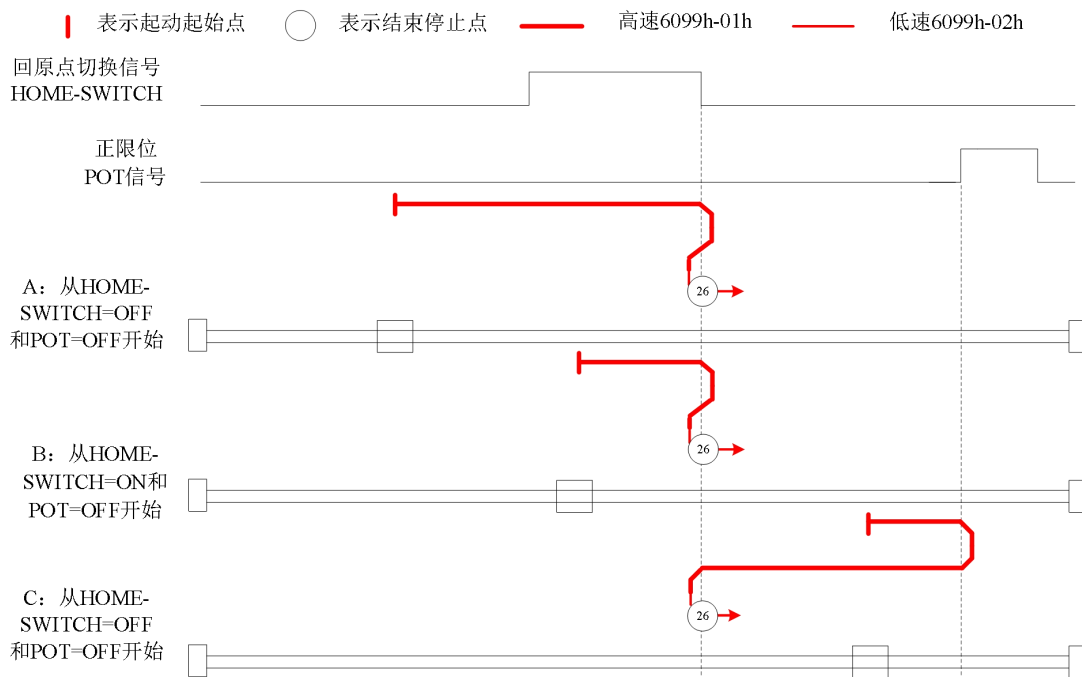 表示起动起始点 表示结束停止点 高速6099h-01h 低速6099h-02h
回原点切换信号
HOME-SWITCH
正限位
POT信号
26
A：从HOME-
SWITCH=OFF
和POT=OFF开始
26
B：从HOME-
SWITCH=ON和
POT=OFF开始
26
C：从HOME-
SWITCH=OFF
和POT=OFF开始